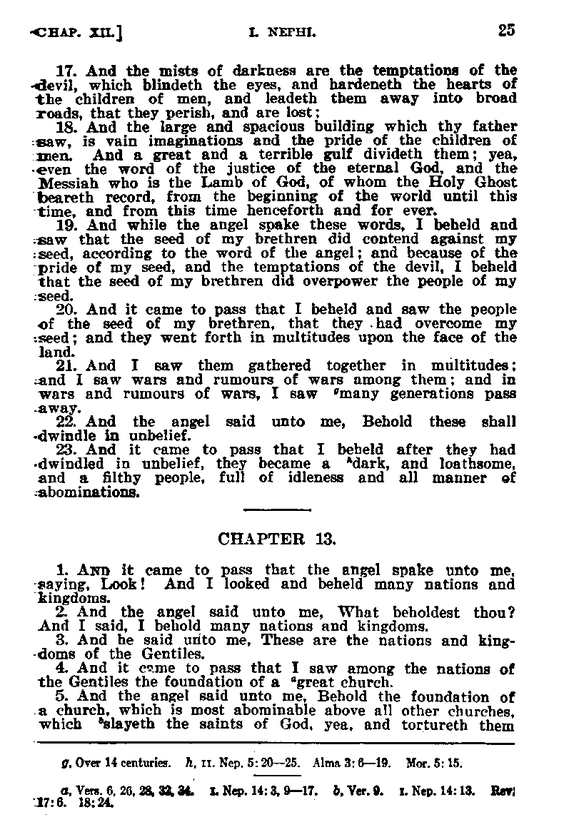 CHAP. XII.] I. NEPHI. 25
17. And the mists of darkness are the temptations of the
devil, which blindeth the eyes, and hardeneth the hearts of
the children of men, and leadeth them away into broad
roads, that they perish, and are lost;
18. And the large and spacious building which thy father
saw, is vain imaginations and the pride of the children of
men. And a great and a terrible gulf divideth them; yea,
even the word of the justice of the eternal God, and the
Messiah who is the Lamb of God, of whom the Holy Ghost
beareth record, from the beginning of the world until this
time, and from this time henceforth and for ever.
19. And while the angel spake these words, I beheld and
saw that the seed of my brethren did contend against my
seed, according to the word of the angel; and because of the
pride of my seed, and the temptations of the devil, I beheld
that the seed of my brethren did overpower the people of my
seed.
20. And it came to pass that I beheld and saw the people
of the seed of my brethren, that they had overcome my
seed; and they went forth in multitudes upon the face of the
land.
21. And I saw them gathered together in multitudes;
and I saw wars and rumours of wars among them; and in
wars and rumours of wars, I saw ᵍmany generations pass
away.
22. And the angel said unto me, Behold these shall
dwindle in unbelief.
23. And it came to pass that I beheld after they had
dwindled in unbelief, they became a ʰdark, and loathsome,
and a filthy people, full of idleness and all manner of
abominations.
CHAPTER 13.
1. AND it came to pass that the angel spake unto me,
saying, Look! And I looked and beheld many nations and
kingdoms.
2. And the angel said unto me, What beholdest thou?
And I said, I behold many nations and kingdoms.
3. And he said unto me, These are the nations and king-
doms of the Gentiles.
4. And it came to pass that I saw among the nations of
the Gentiles the foundation of a ᵃgreat church.
5. And the angel said unto me, Behold the foundation of
a church, which is most abominable above all other churches,
which ᵇslayeth the saints of God, yea, and tortureth them
g, Over 14 centuries. h, II. Nep. 5:20—25. Alma 3:6—19. Mor. 5:15.
a, Vers. 6, 26, 28, 32, 34. I. Nep. 14:3, 9—17. b, Ver. 9. I. Nep. 14:13. Rev:
17:6. 18:24.